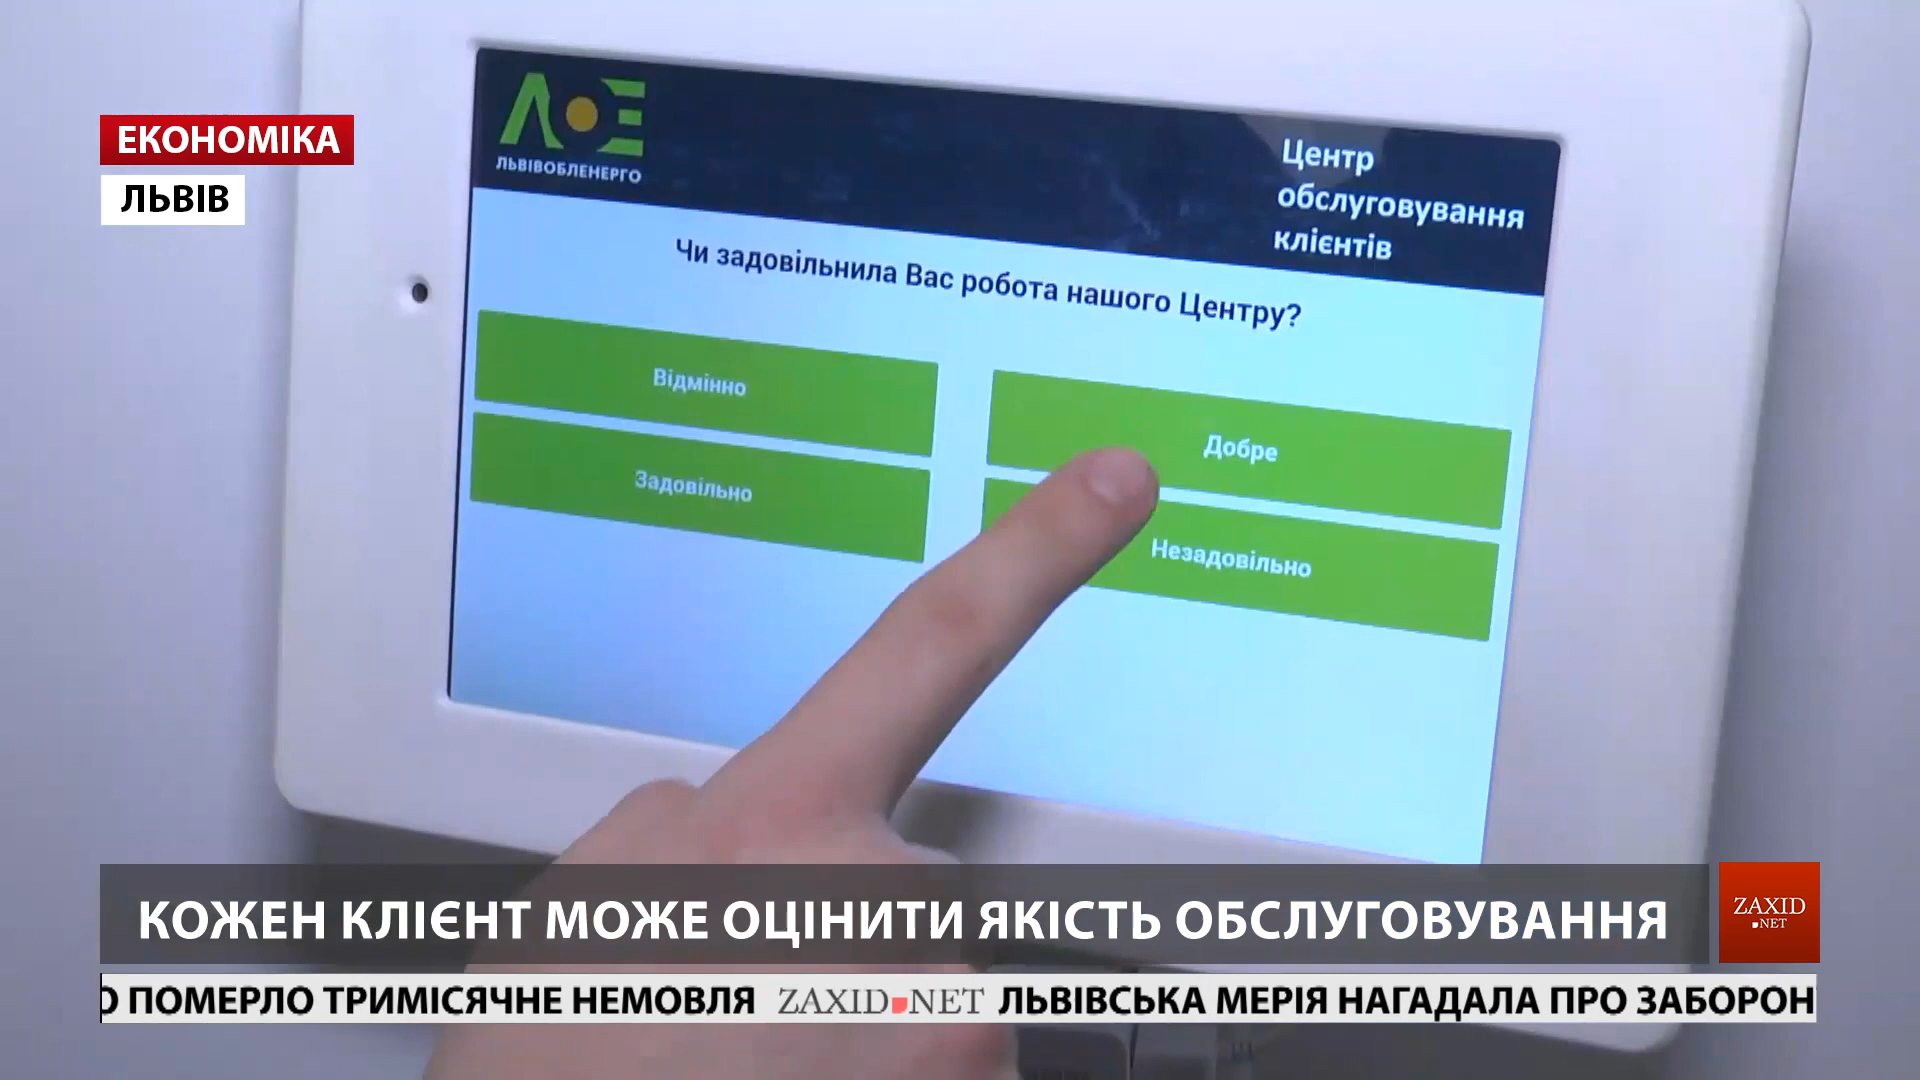 ЕКОНОМІКА
ЛЬВІВ
ЛОЕ
ЛЬВІВОБЛЕНЕРГО
Центр
обслуговування
клієнтів
Чи задовільнила Вас робота нашого Центру?
Відмінно
Добре
Задовільно
Незадовільно
КОЖЕН КЛІЄНТ МОЖЕ ОЦІНИТИ ЯКІСТЬ ОБСЛУГОВУВАННЯ
ZAXID
.NET
О ПОМЕРЛО ТРИМІСЯЧНЕ НЕМОВЛЯ ZAXID.NET ЛЬВІВСЬКА МЕРІЯ НАГАДАЛА ПРО ЗАБОРОН